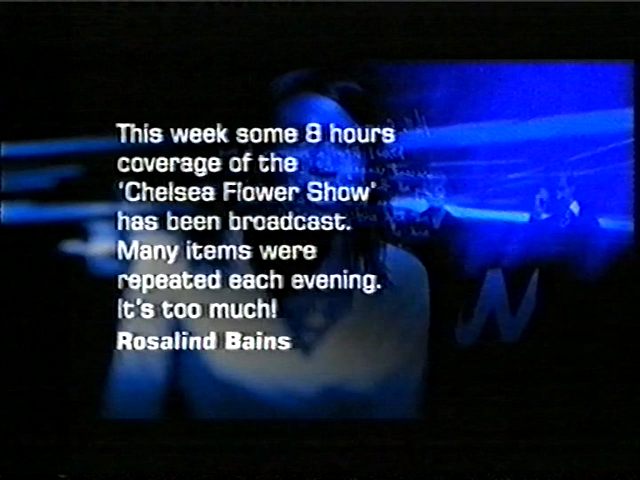 This week some 8 hours
coverage of the
'Chelsea Flower Show'
has been broadcast.
Many items were
repeated each evening.
It's too much!
Rosalind Bains